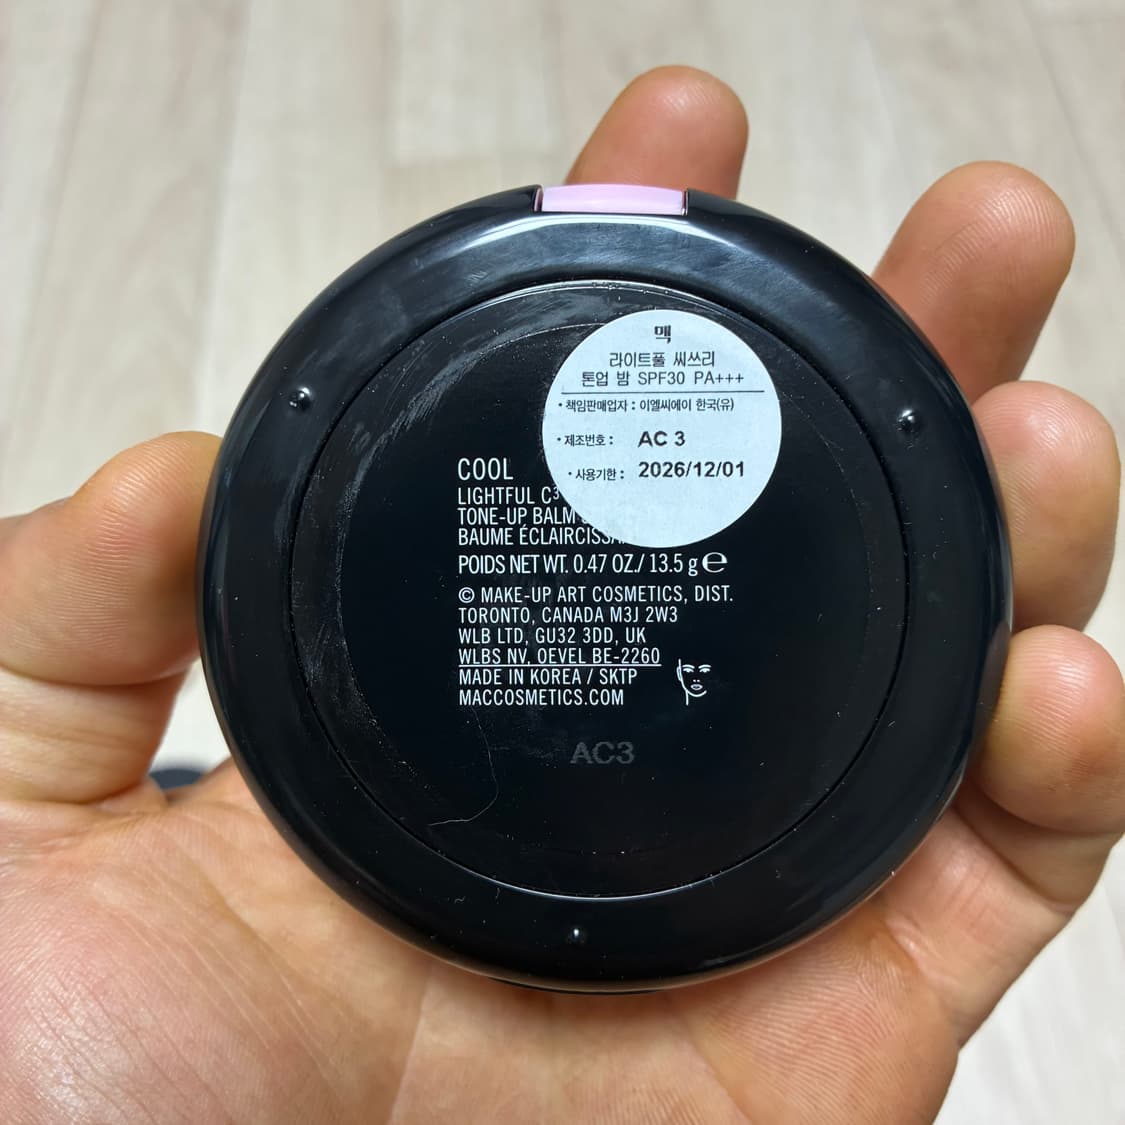 맥
라이트풀 씨쓰리
톤업 밤 SPF30 PA+++
• 책임판매업자 : 이엘씨에이 한국(유)
• 제조번호 : AC 3
• 사용기한 : 2026/12/01
COOL
LIGHTFUL C³
TONE-UP BALM
BAUME ÉCLAIRCISSA
POIDS NET WT. 0.47 OZ./ 13.5 g ℮
© MAKE-UP ART COSMETICS, DIST.
TORONTO, CANADA M3J 2W3
WLB LTD, GU32 3DD, UK
WLBS NV, OEVEL BE-2260
MADE IN KOREA / SKTP
MACCOSMETICS.COM
AC3